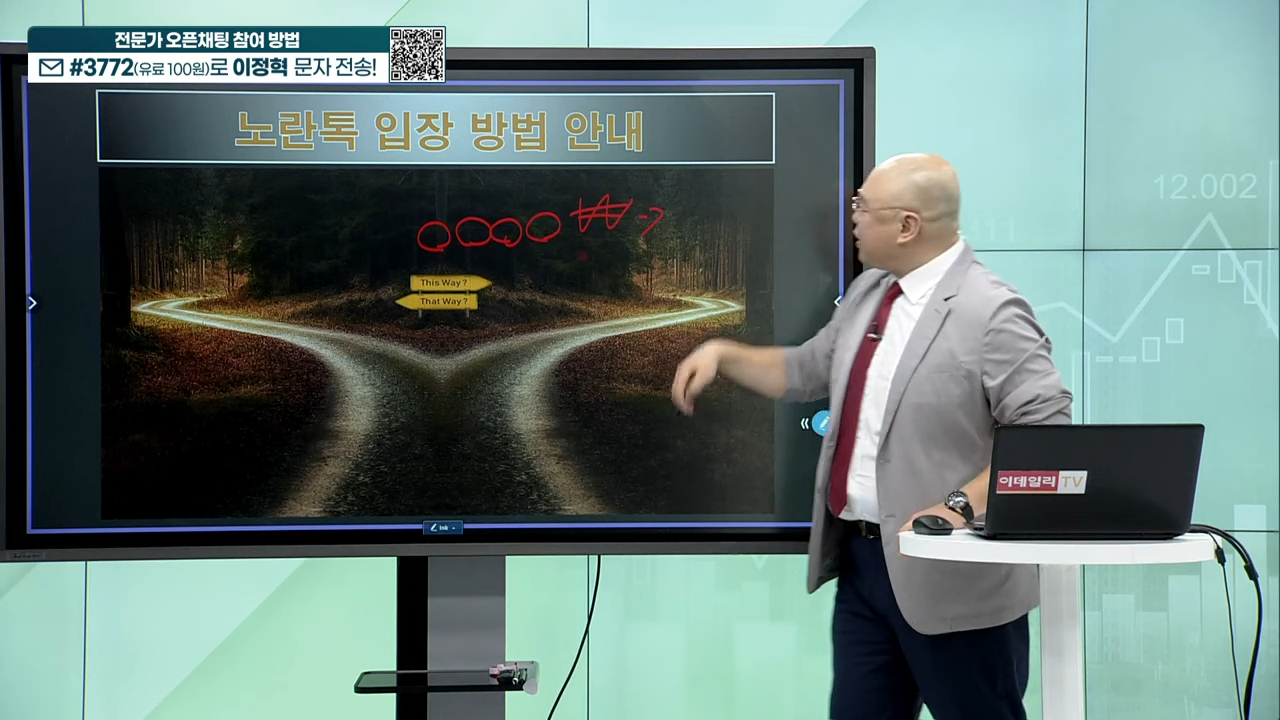 전문가 오픈채팅 참여 방법
#3772(유료 100원)로 이정혁 문자 전송!
노란톡 입장 방법 안내
0000₩→
This Way?
That Way?
12.002
이데일리TV
Ink